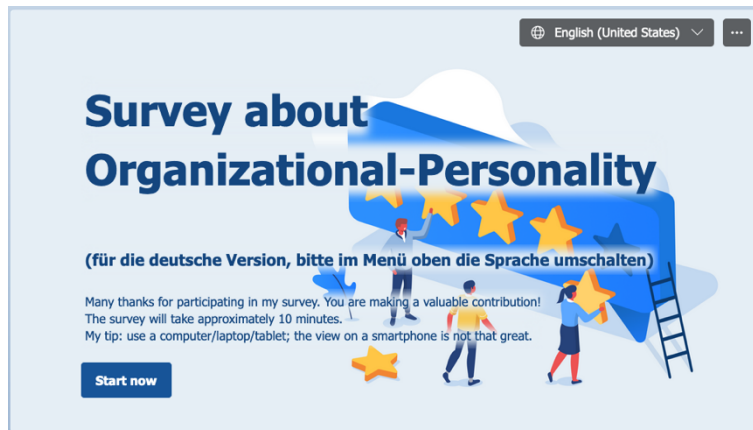 English (United States)
Survey about
Organizational-Personality
(für die deutsche Version, bitte im Menü oben die Sprache umschalten)
Many thanks for participating in my survey. You are making a valuable contribution!
The survey will take approximately 10 minutes.
My tip: use a computer/laptop/tablet; the view on a smartphone is not that great.
Start now